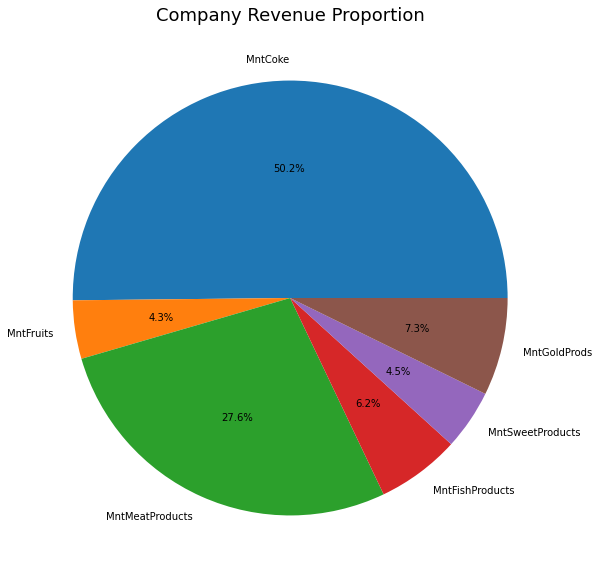 Company Revenue Proportion
MntCoke
50.2%
4.3%
MntFruits
7.3%
MntGoldProds
4.5%
6.2%
27.6%
MntSweetProducts
MntFishProducts
MntMeatProducts